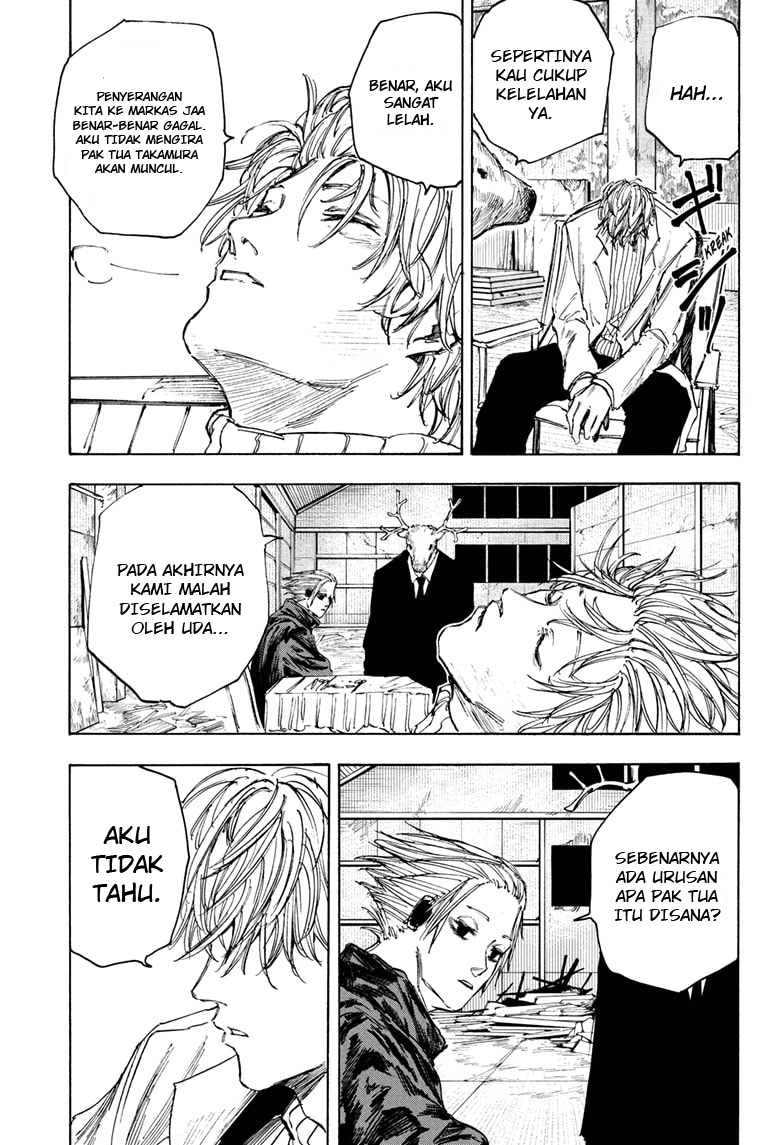 HAH...
SEPERTINYA
KAU CUKUP
KELELAHAN
YA.
ギシ
KREAK
BENAR, AKU
SANGAT
LELAH.
PENYERANGAN
KITA KE MARKAS JAA
BENAR-BENAR GAGAL.
AKU TIDAK MENGIRA
PAK TUA TAKAMURA
AKAN MUNCUL.
PADA AKHIRNYA
KAMI MALAH
DISELAMATKAN
OLEH UDA...
SEBENARNYA
ADA URUSAN
APA PAK TUA
ITU DISANA?
AKU
TIDAK
TAHU.